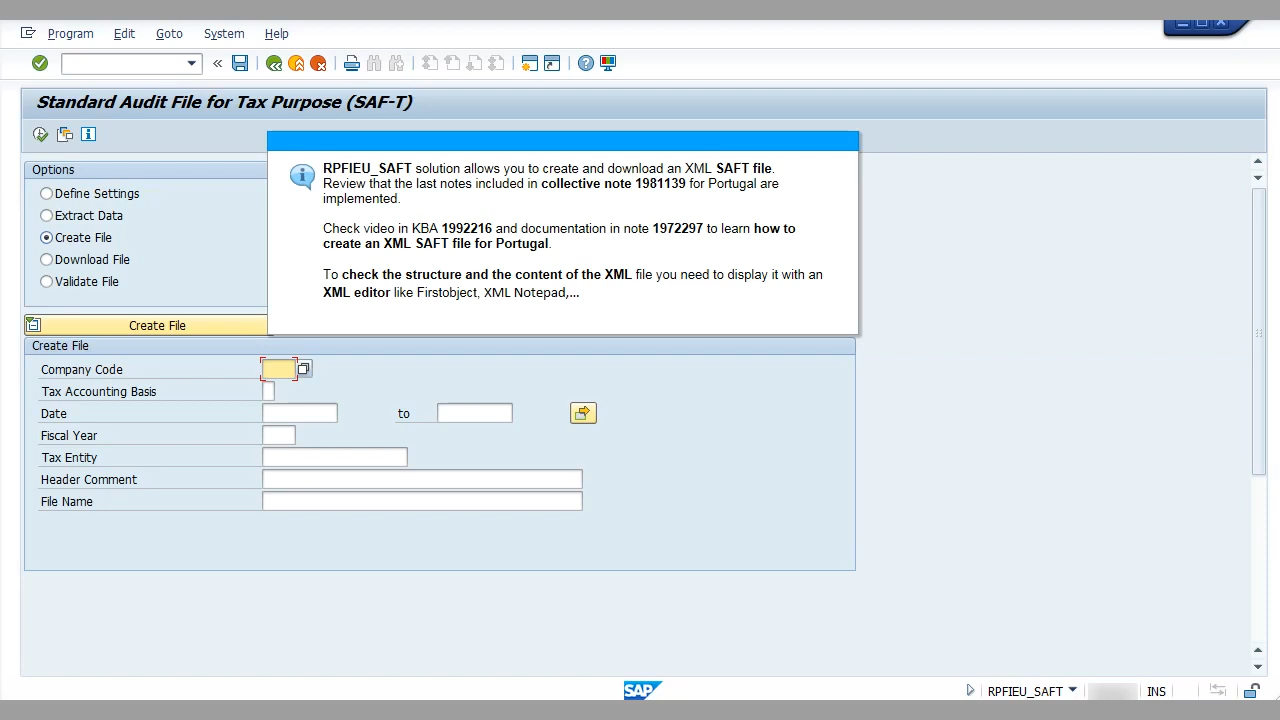 Program Edit Goto System Help
Standard Audit File for Tax Purpose (SAF-T)
Options
Define Settings
Extract Data
Create File
Download File
Validate File
RPFIEU_SAFT solution allows you to create and download an XML SAFT file.
Review that the last notes included in collective note 1981139 for Portugal are
implemented.
Check video in KBA 1992216 and documentation in note 1972297 to learn how to
create an XML SAFT file for Portugal.
To check the structure and the content of the XML file you need to display it with an
XML editor like Firstobject, XML Notepad,...
Create File
Create File
Company Code
Tax Accounting Basis
Date to
Fiscal Year
Tax Entity
Header Comment
File Name
SAP RPFIEU_SAFT INS